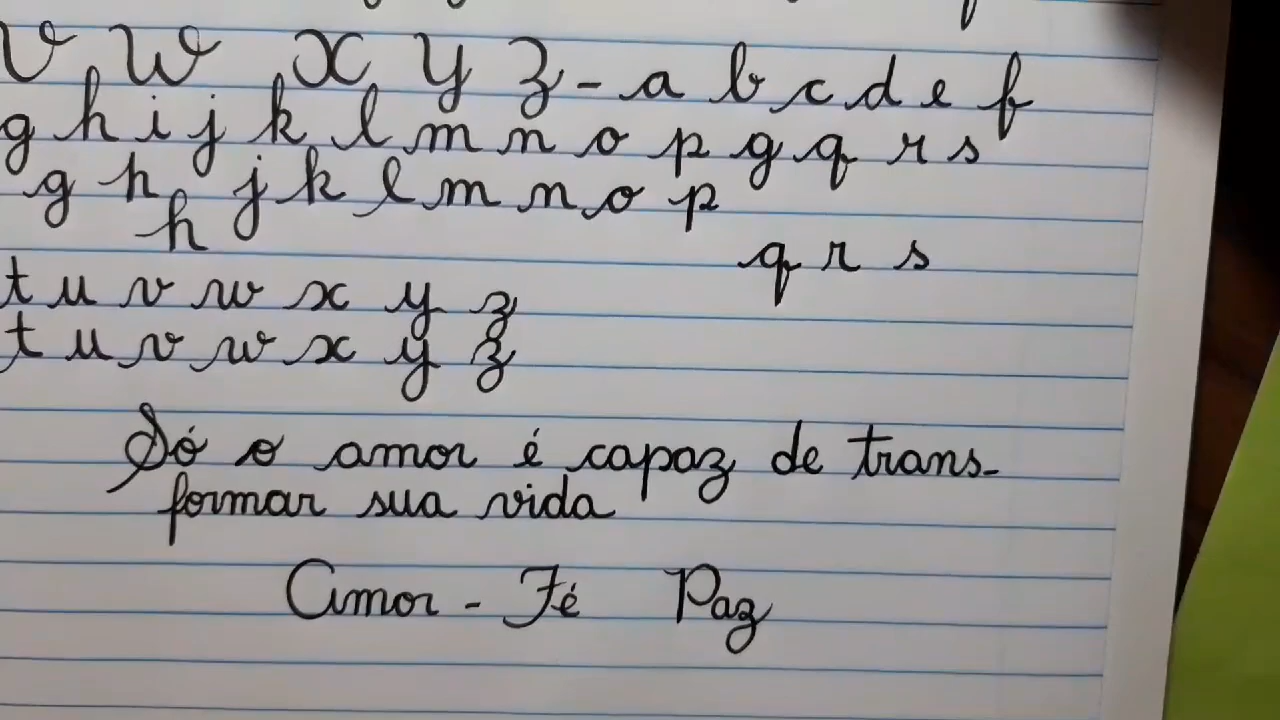 V W X Y Z - a b c d e f
g h i j k l m n o p g q r s
g h j k l m n o p
h
q r s
t u v w x y z
t u v w x y z
Só o amor é capaz de trans-
formar sua vida
Amor - Fé Paz